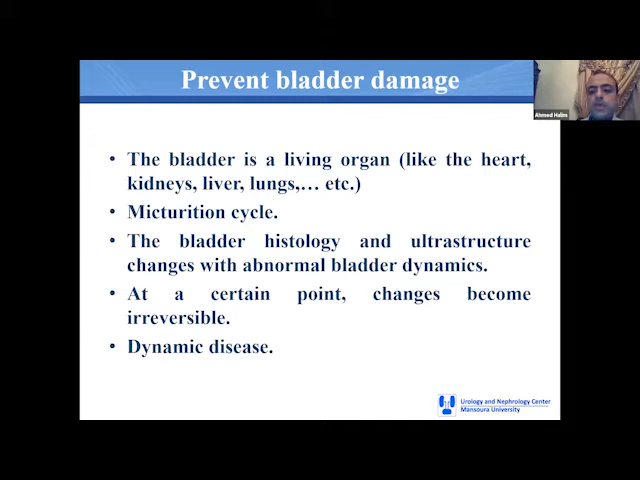 Prevent bladder damage
Ahmed Halins
• The bladder is a living organ (like the heart,
kidneys, liver, lungs,… etc.)
• Micturition cycle.
• The bladder histology and ultrastructure
changes with abnormal bladder dynamics.
• At a certain point, changes become
irreversible.
• Dynamic disease.
Urology and Nephrology Center
Mansoura University